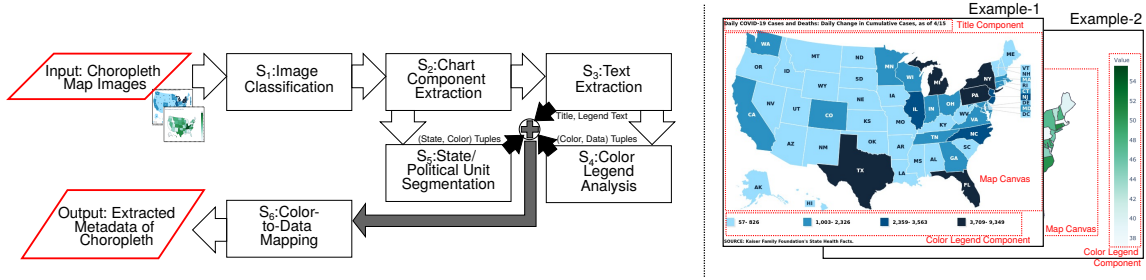 Input: Choropleth
Map Images
S1:Image
Classification
S2:Chart
Component
Extraction
S3:Text
Extraction
Title, Legend Text
(State, Color) Tuples
(Color, Data) Tuples
S5:State/
Political Unit
Segmentation
S4:Color
Legend
Analysis
Output: Extracted
Metadata of
Choropleth
S6:Color-
to-Data
Mapping
Example-1
Example-2
Daily COVID-19 Cases and Deaths: Daily Change in Cumulative Cases, as of 4/15
Title Component
WA
MT
ND
MN
ME
OR
ID
SD
WI
MI
NY
VT
NH
MA
RI
CT
NJ
DE
MD
DC
WY
NE
IA
PA
NV
UT
CO
IL
IN
OH
WV
VA
CA
KS
MO
KY
NC
TN
AZ
NM
OK
AR
SC
MS
AL
GA
TX
LA
FL
AK
HI
Map Canvas
57- 826
1,003- 2,326
2,359- 3,563
3,709- 9,349
Color Legend Component
SOURCE: Kaiser Family Foundation's State Health Facts.
Value
56
54
52
50
48
46
44
42
40
38
Map Canvas
Color Legend
Component